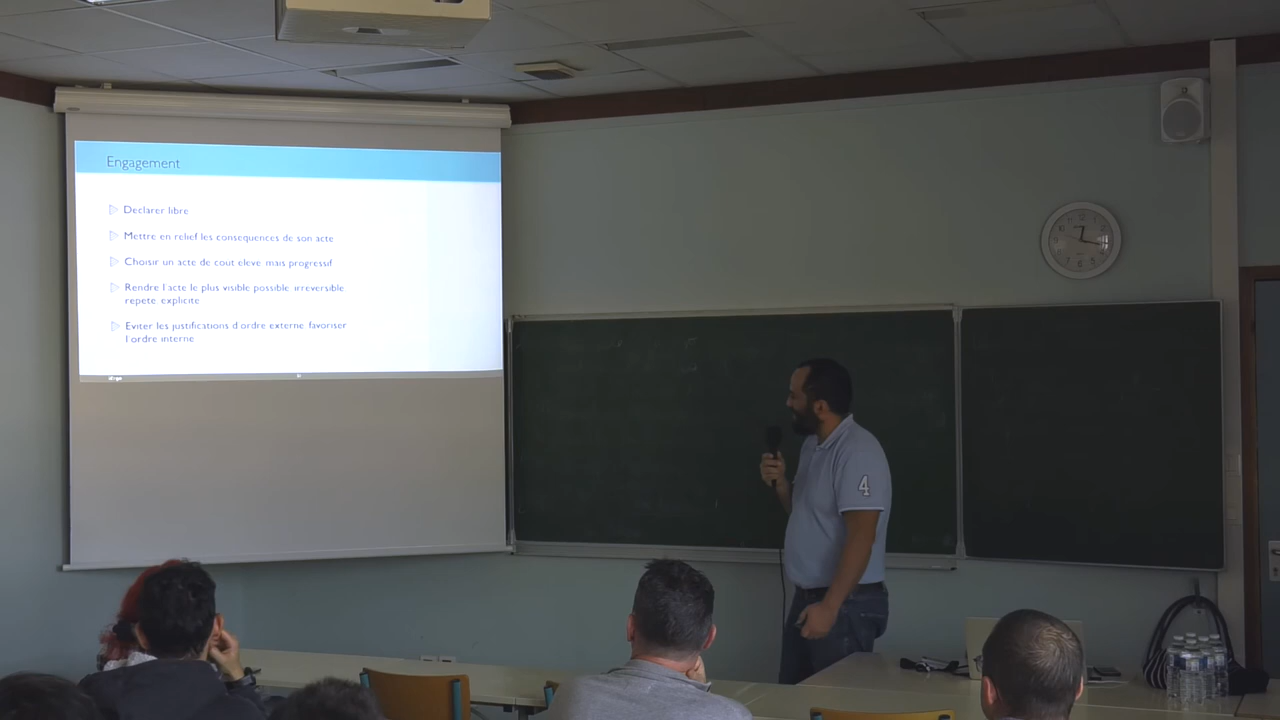 Engagement
Declarer libre
Mettre en relief les consequences de son acte
Choisir un acte de cout eleve mais progressif
Rendre l'acte le plus visible possible irreversible
repete explicite
Eviter les justifications d'ordre externe favoriser
l'ordre interne
4